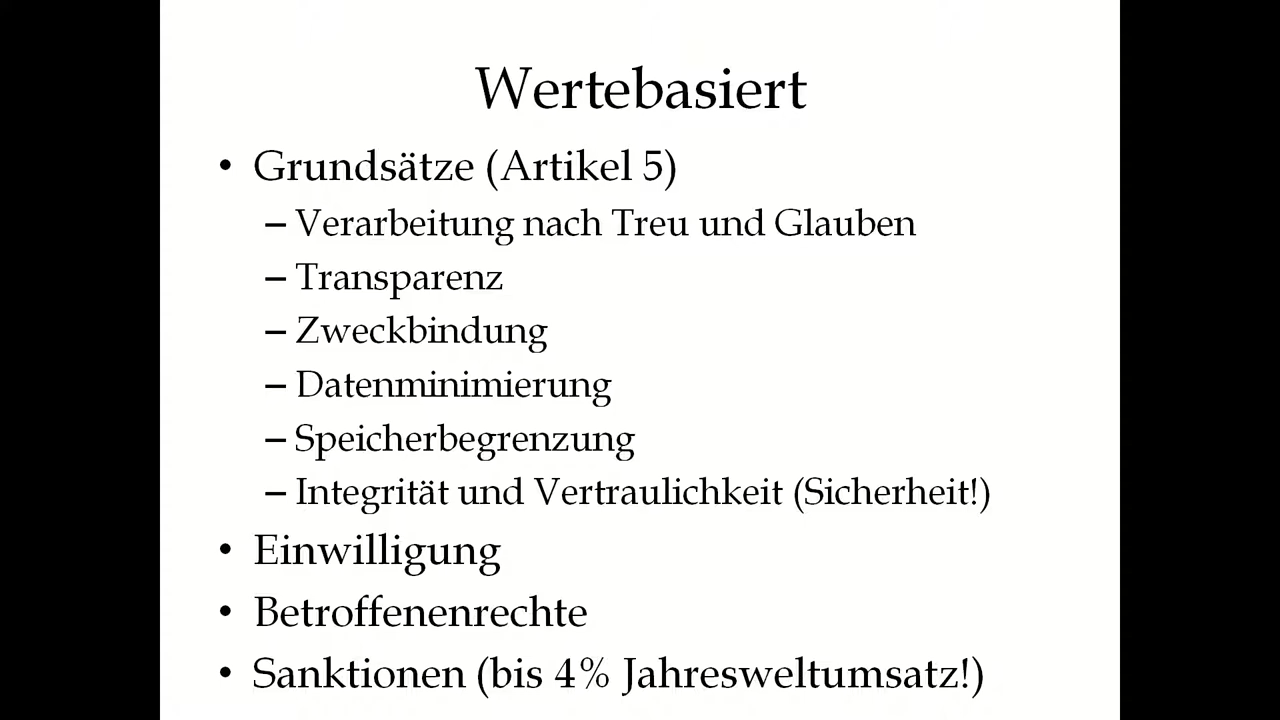 Wertebasiert
• Grundsätze (Artikel 5)
– Verarbeitung nach Treu und Glauben
– Transparenz
– Zweckbindung
– Datenminimierung
– Speicherbegrenzung
– Integrität und Vertraulichkeit (Sicherheit!)
• Einwilligung
• Betroffenenrechte
• Sanktionen (bis 4% Jahresweltumsatz!)